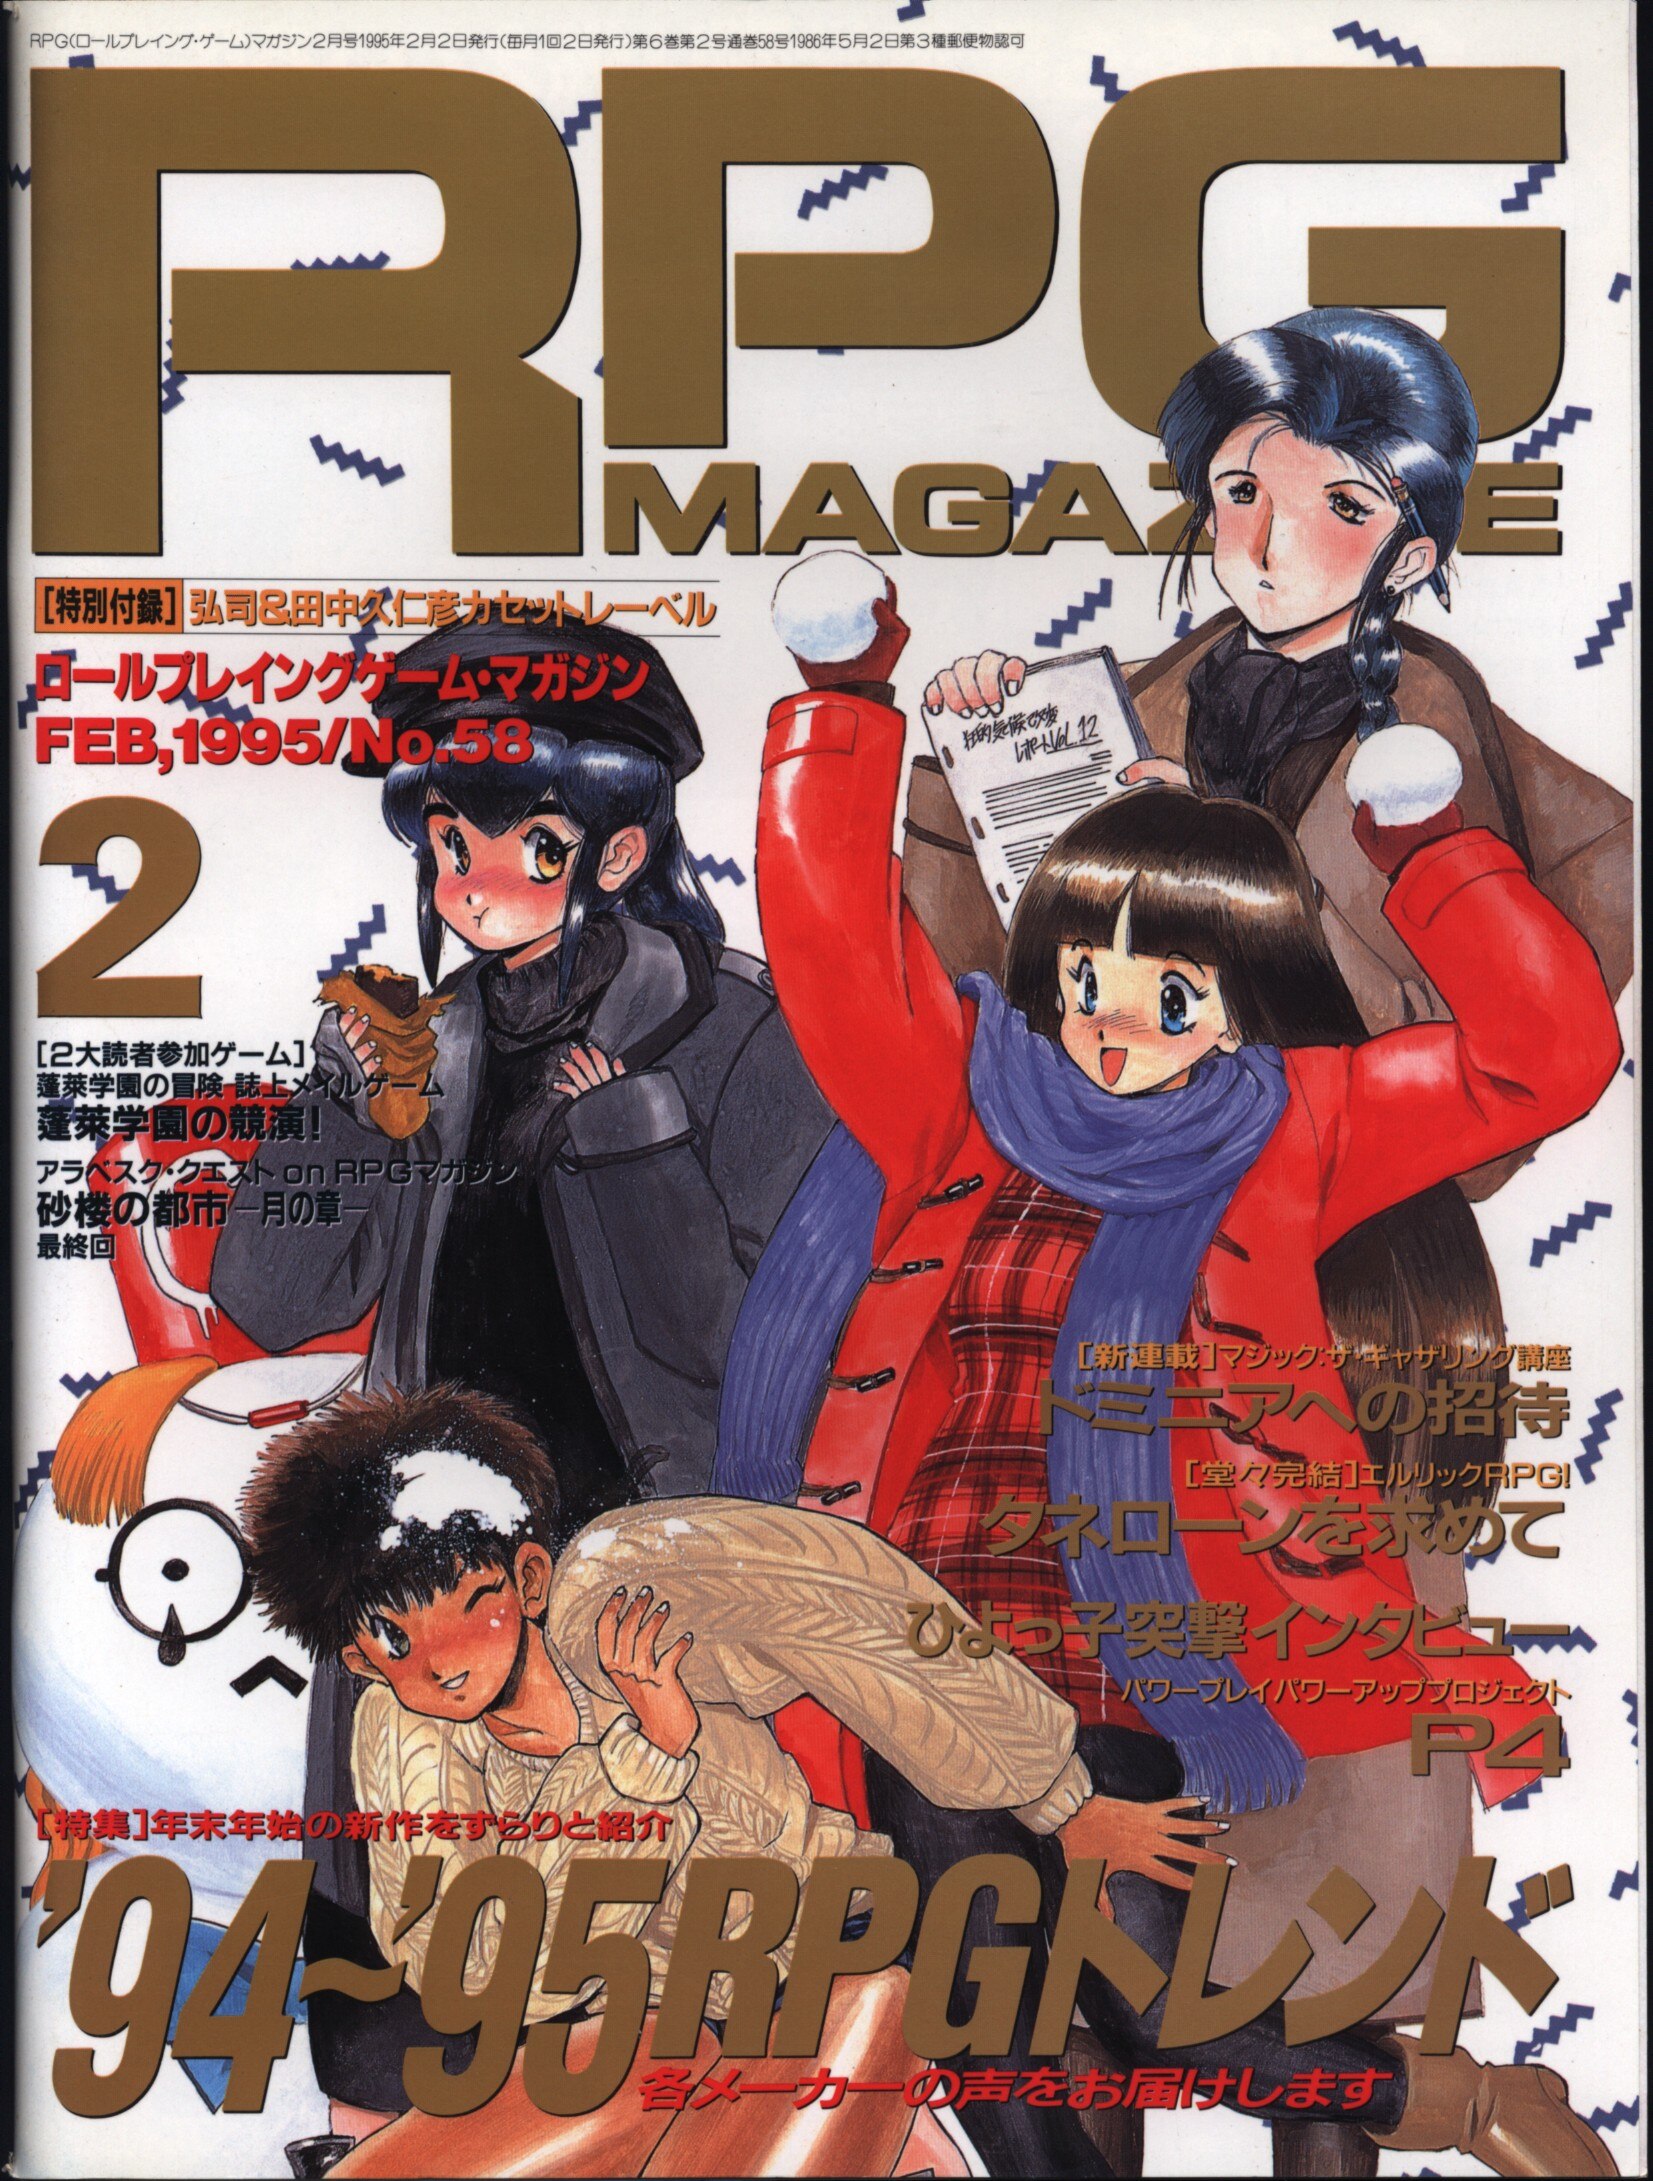 RPG(ロールプレイング・ゲーム)マガジン2月号1995年2月2日発行(毎月1回2日発行)第6巻第2号通巻58号1986年5月2日第3種郵便物認可
RPG
MAGAZINE
[特別付録]弘司&田中久仁彦カセットレーベル
ロールプレイングゲーム・マガジン
FEB,1995/No.58
2
レポートVOL.12
[2大読者参加ゲーム]
蓬萊学園の冒険 誌上メイルゲーム
蓬萊学園の競演!
アラベスク・クエスト on RPGマガジン
砂楼の都市―月の章―
最終回
[新連載]マジック:ザ・ギャザリング講座
ドミニアへの招待
[堂々完結]エルリックRPG!
タネローンを求めて
ひよっ子突撃インタビュー
パワープレイパワーアッププロジェクト
P4
[特集]年末年始の新作をずらりと紹介
'94〜'95RPGトレンド
各メーカーの声をお届けします